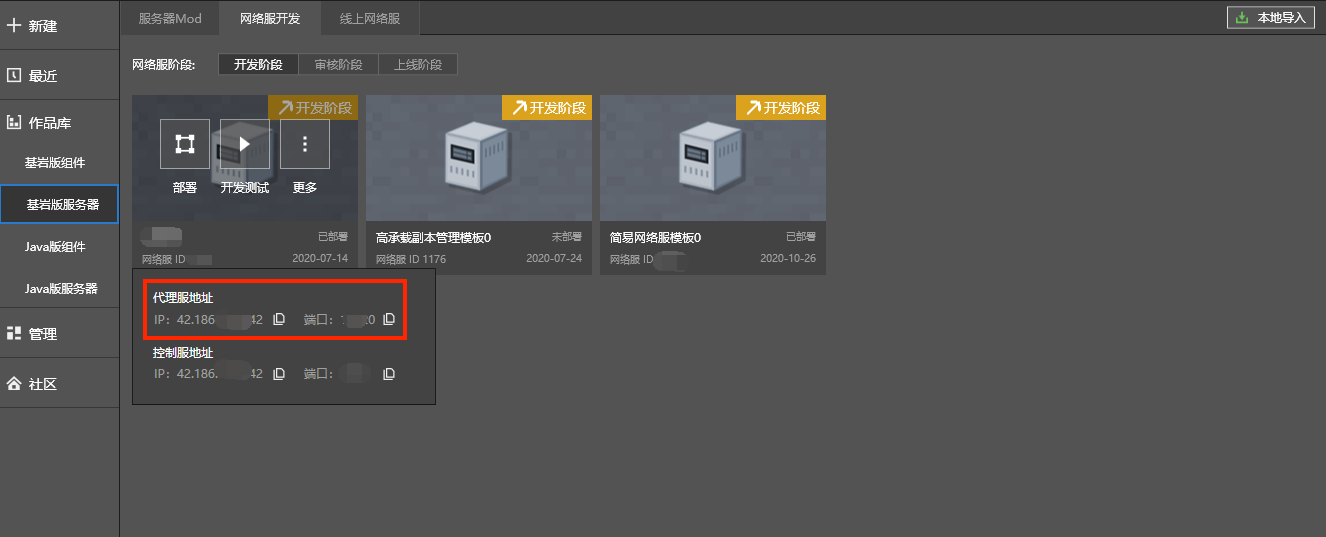 新建
最近
作品库
基岩版组件
基岩版服务器
Java版组件
Java版服务器
管理
社区
服务器Mod 网络服开发 线上网络服
本地导入
网络服阶段: 开发阶段 审核阶段 上线阶段
开发阶段
部署 开发测试 更多
已部署
网络服 ID 2020-07-14
开发阶段
高承载副本管理模板0 未部署
网络服 ID 1176 2020-07-24
开发阶段
简易网络服模板0 已部署
网络服 ID 2020-10-26
代理服地址
IP: 42.186 42 端口: 0
控制服地址
IP: 42.186. 42 端口: